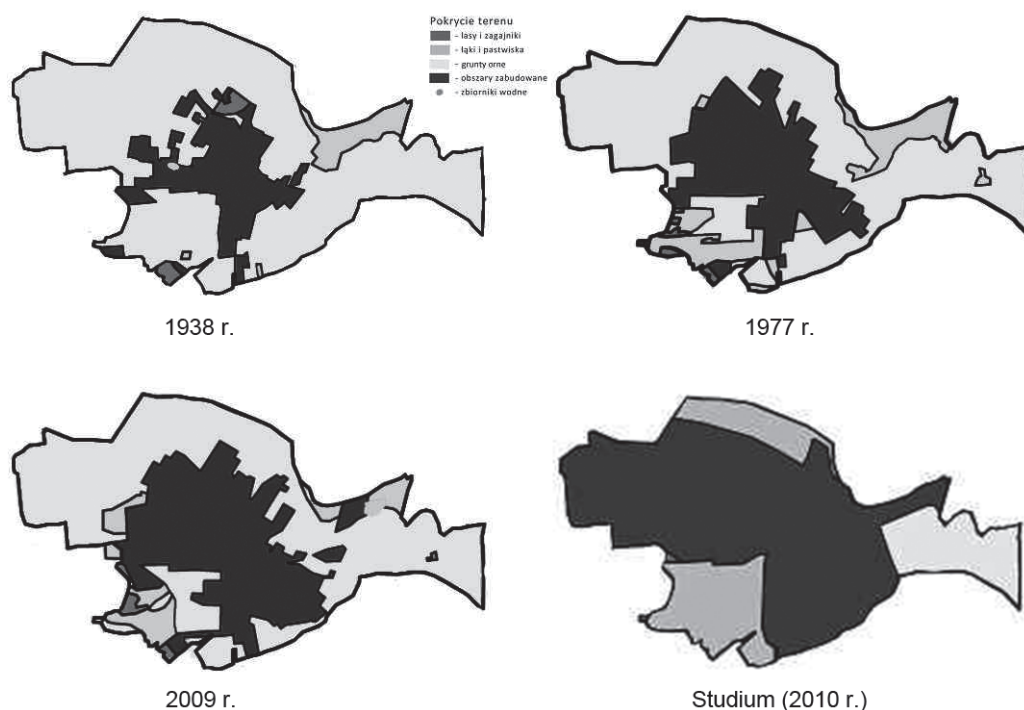 Pokrycie terenu
- lasy i zagajniki
- łąki i pastwiska
- grunty orne
- obszary zabudowane
- zbiorniki wodne
1938 r.
1977 r.
2009 r.
Studium (2010 r.)